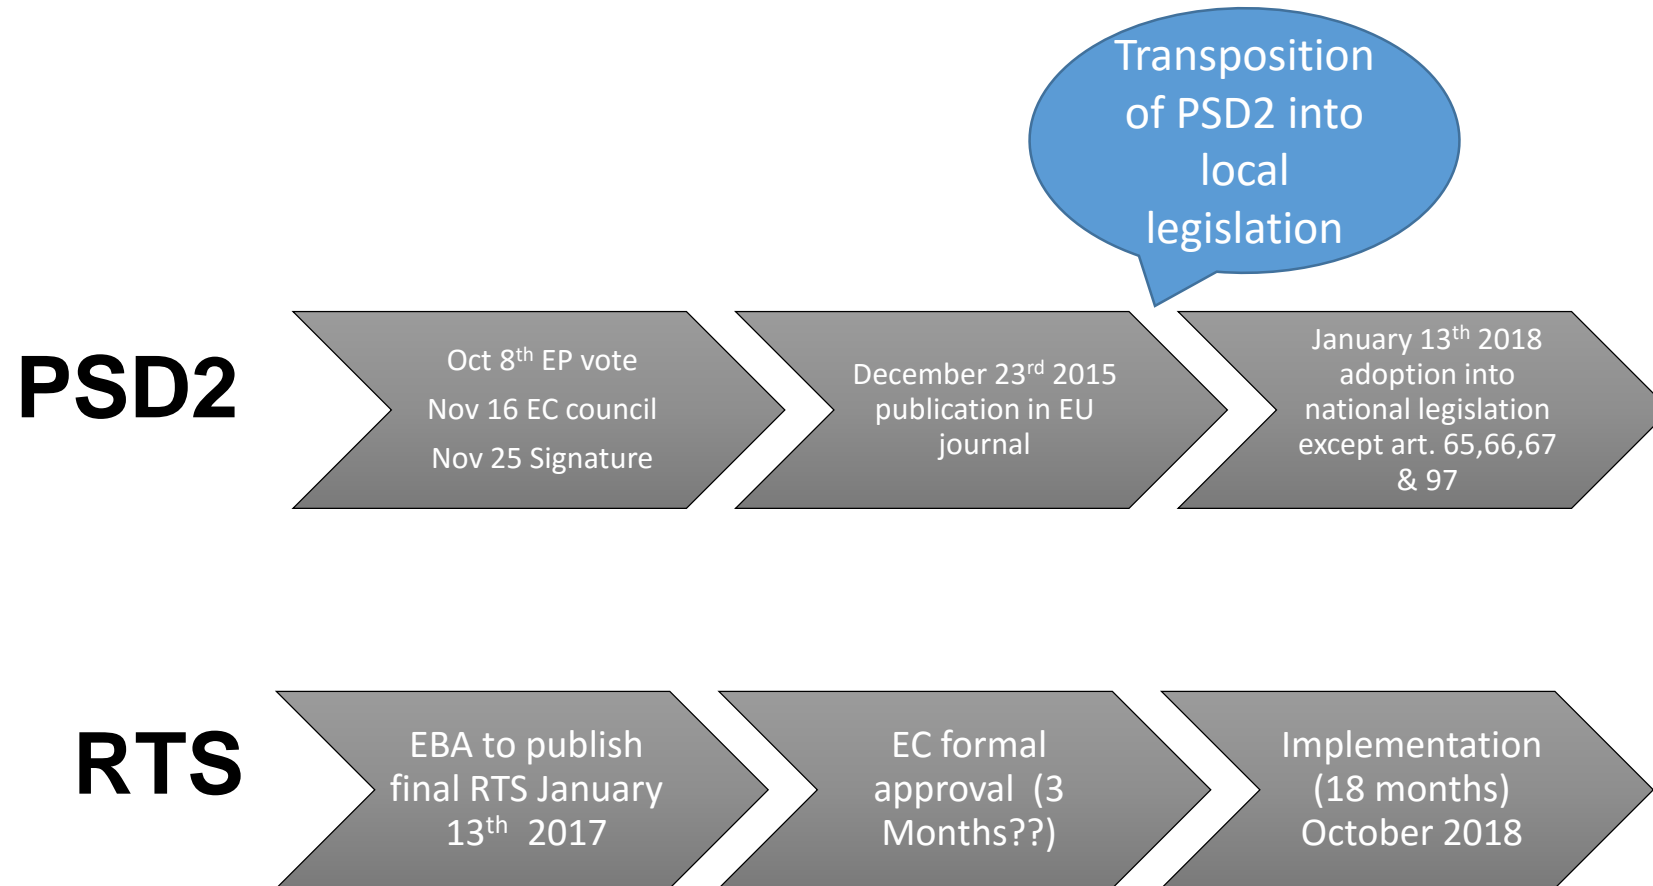 Transposition
of PSD2 into
local
legislation
PSD2
Oct 8th EP vote
Nov 16 EC council
Nov 25 Signature
December 23rd 2015
publication in EU
journal
January 13th 2018
adoption into
national legislation
except art. 65,66,67
& 97
RTS
EBA to publish
final RTS January
13th 2017
EC formal
approval (3
Months??)
Implementation
(18 months)
October 2018